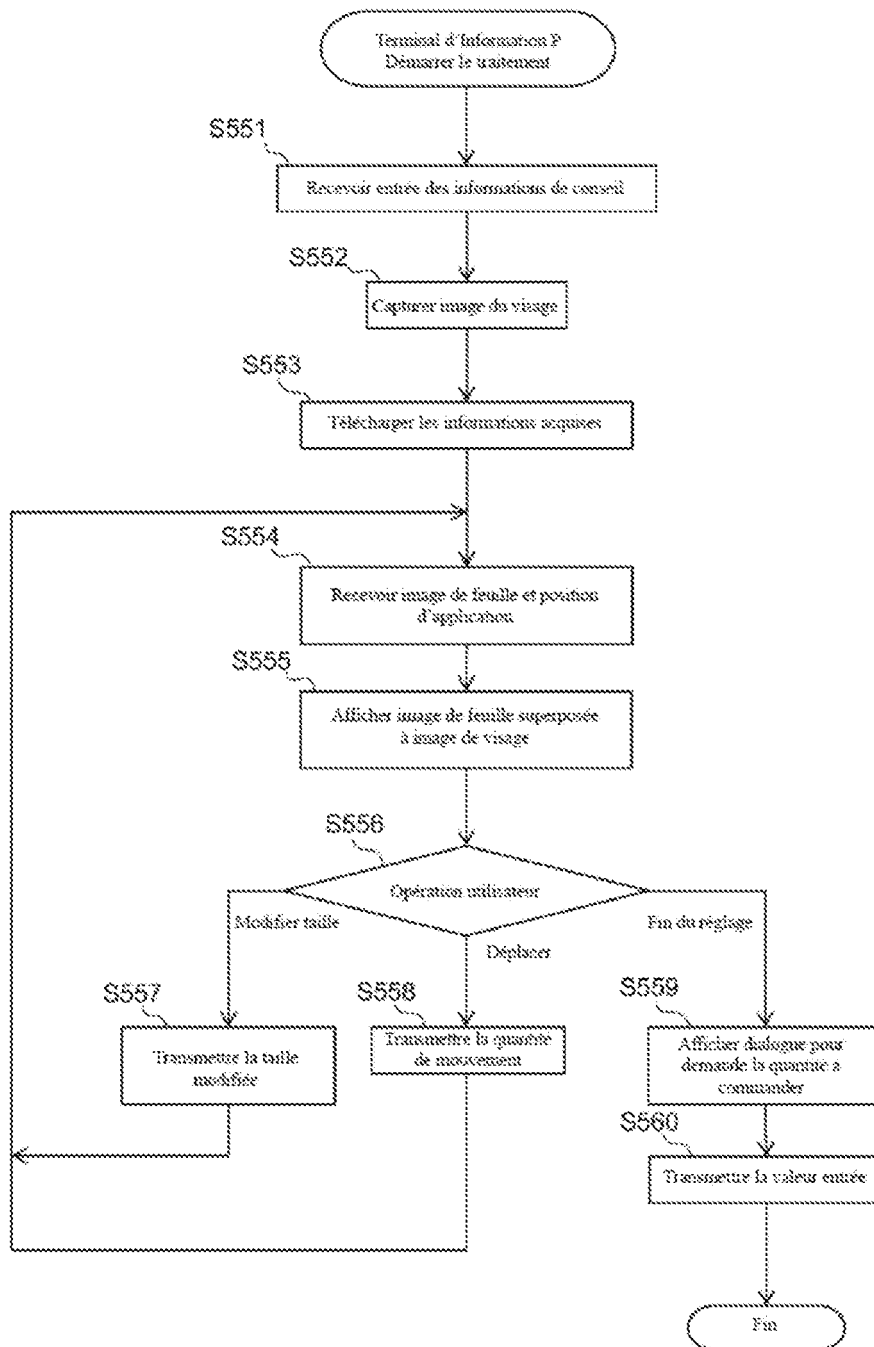 Terminal d'Information P
Démarrer le traitement
S551
Recevoir entrée des informations de conseil
S552
Capturer image du visage
S553
Télécharger les informations acquises
S554
Recevoir image de feuille et position
d'application
S555
Afficher image de feuille superposée
à image de visage
S556
Opération utilisateur
Modifier taille
Déplacer
Fin du réglage
S557
Transmettre la taille
modifiée
S558
Transmettre la quantité
de mouvement
S559
Afficher dialogue pour
demande la quantité à
commander
S560
Transmettre la valeur entrée
Fin